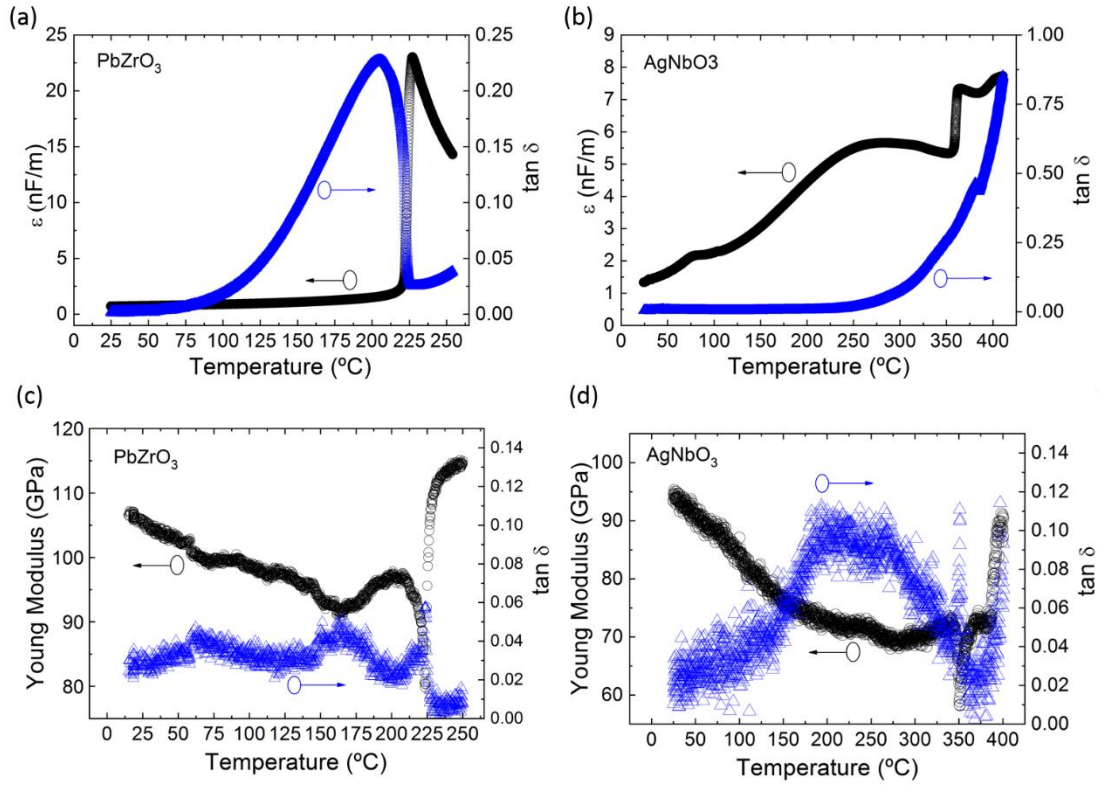 (a)
PbZrO3
ε (nF/m)
25
20
15
10
5
0
0.25
0.20
0.15
0.10
0.05
0.00
tan δ
0 25 50 75 100 125 150 175 200 225 250
Temperature (ºC)
(b)
AgNbO3
ε (nF/m)
9
8
7
6
5
4
3
2
1
0
1.00
0.75
0.50
0.25
0.00
tan δ
0 50 100 150 200 250 300 350 400
Temperature (ºC)
(c)
PbZrO3
Young Modulus (GPa)
120
110
100
90
80
0.14
0.12
0.10
0.08
0.06
0.04
0.02
0.00
tan δ
0 25 50 75 100 125 150 175 200 225 250
Temperature (ºC)
(d)
AgNbO3
Young Modulus (GPa)
100
90
80
70
60
0.14
0.12
0.10
0.08
0.06
0.04
0.02
0.00
tan δ
0 50 100 150 200 250 300 350 400
Temperature (ºC)